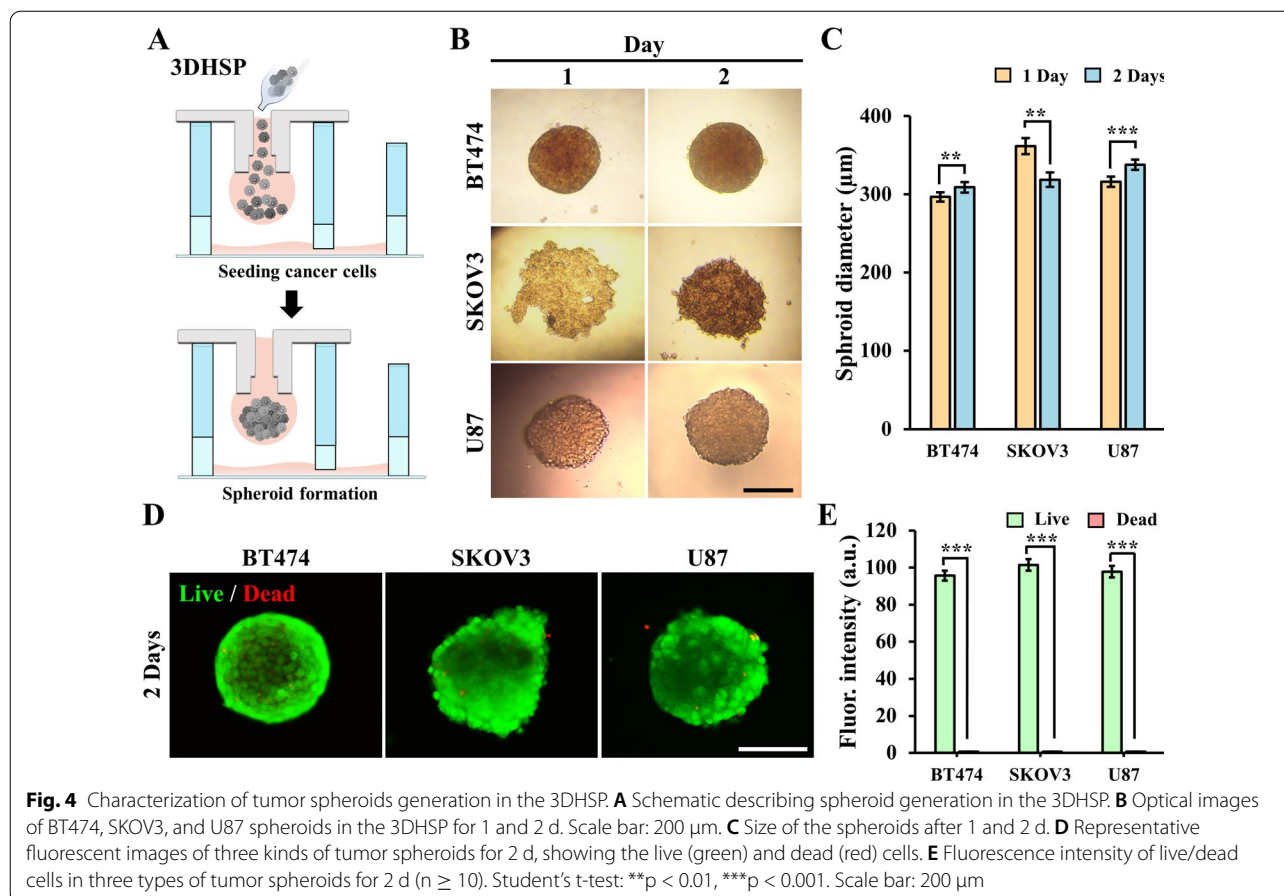 A
3DHSP
Seeding cancer cells
Spheroid formation
B
Day
1 2
BT474
SKOV3
U87
C
1 Day 2 Days
Sphroid diameter (μm)
400
300
200
100
0
** ** ***
BT474 SKOV3 U87
D
BT474 SKOV3 U87
Live / Dead
2 Days
E
Live Dead
Fluor. intensity (a.u.)
120
100
80
60
40
20
0
*** *** ***
BT474 SKOV3 U87
Fig. 4 Characterization of tumor spheroids generation in the 3DHSP. A Schematic describing spheroid generation in the 3DHSP. B Optical images
of BT474, SKOV3, and U87 spheroids in the 3DHSP for 1 and 2 d. Scale bar: 200 μm. C Size of the spheroids after 1 and 2 d. D Representative
fluorescent images of three kinds of tumor spheroids for 2 d, showing the live (green) and dead (red) cells. E Fluorescence intensity of live/dead
cells in three types of tumor spheroids for 2 d (n ≥ 10). Student's t-test: **p < 0.01, ***p < 0.001. Scale bar: 200 μm